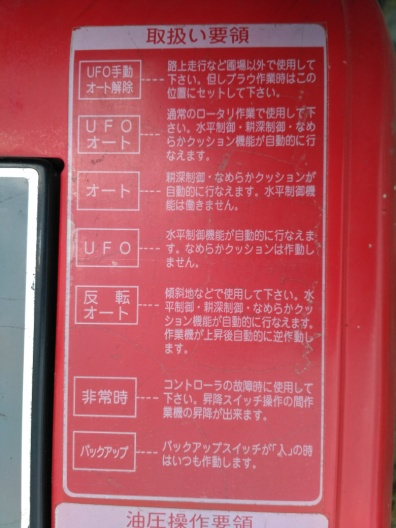 取扱い要領
UFO手動
オート解除
路上走行など圃場以外で使用して
下さい。但しプラウ作業時はこの
位置にセットして下さい。
UFO
オート
通常のロータリ作業で使用して下
さい。水平制御・耕深制御・なめ
らかクッション機能が自動的に行
なえます。
オート
耕深制御・なめらかクッションが
自動的に行なえます。水平制御機
能は働きません。
UFO
水平制御機能が自動的に行なえま
す。なめらかクッションは作動し
ません。
反転
オート
傾斜地などで使用して下さい。水
平制御・耕深制御・なめらかクッ
ション機能が自動的に行なえます。
作業機が上昇後自動的に逆作動し
ます。
非常時
コントローラの故障時に使用して
下さい。昇降スイッチ操作の間作
業機の昇降が出来ます。
バックアップ
バックアップスイッチが「入」の時
はいつも作動します。
油圧操作要領